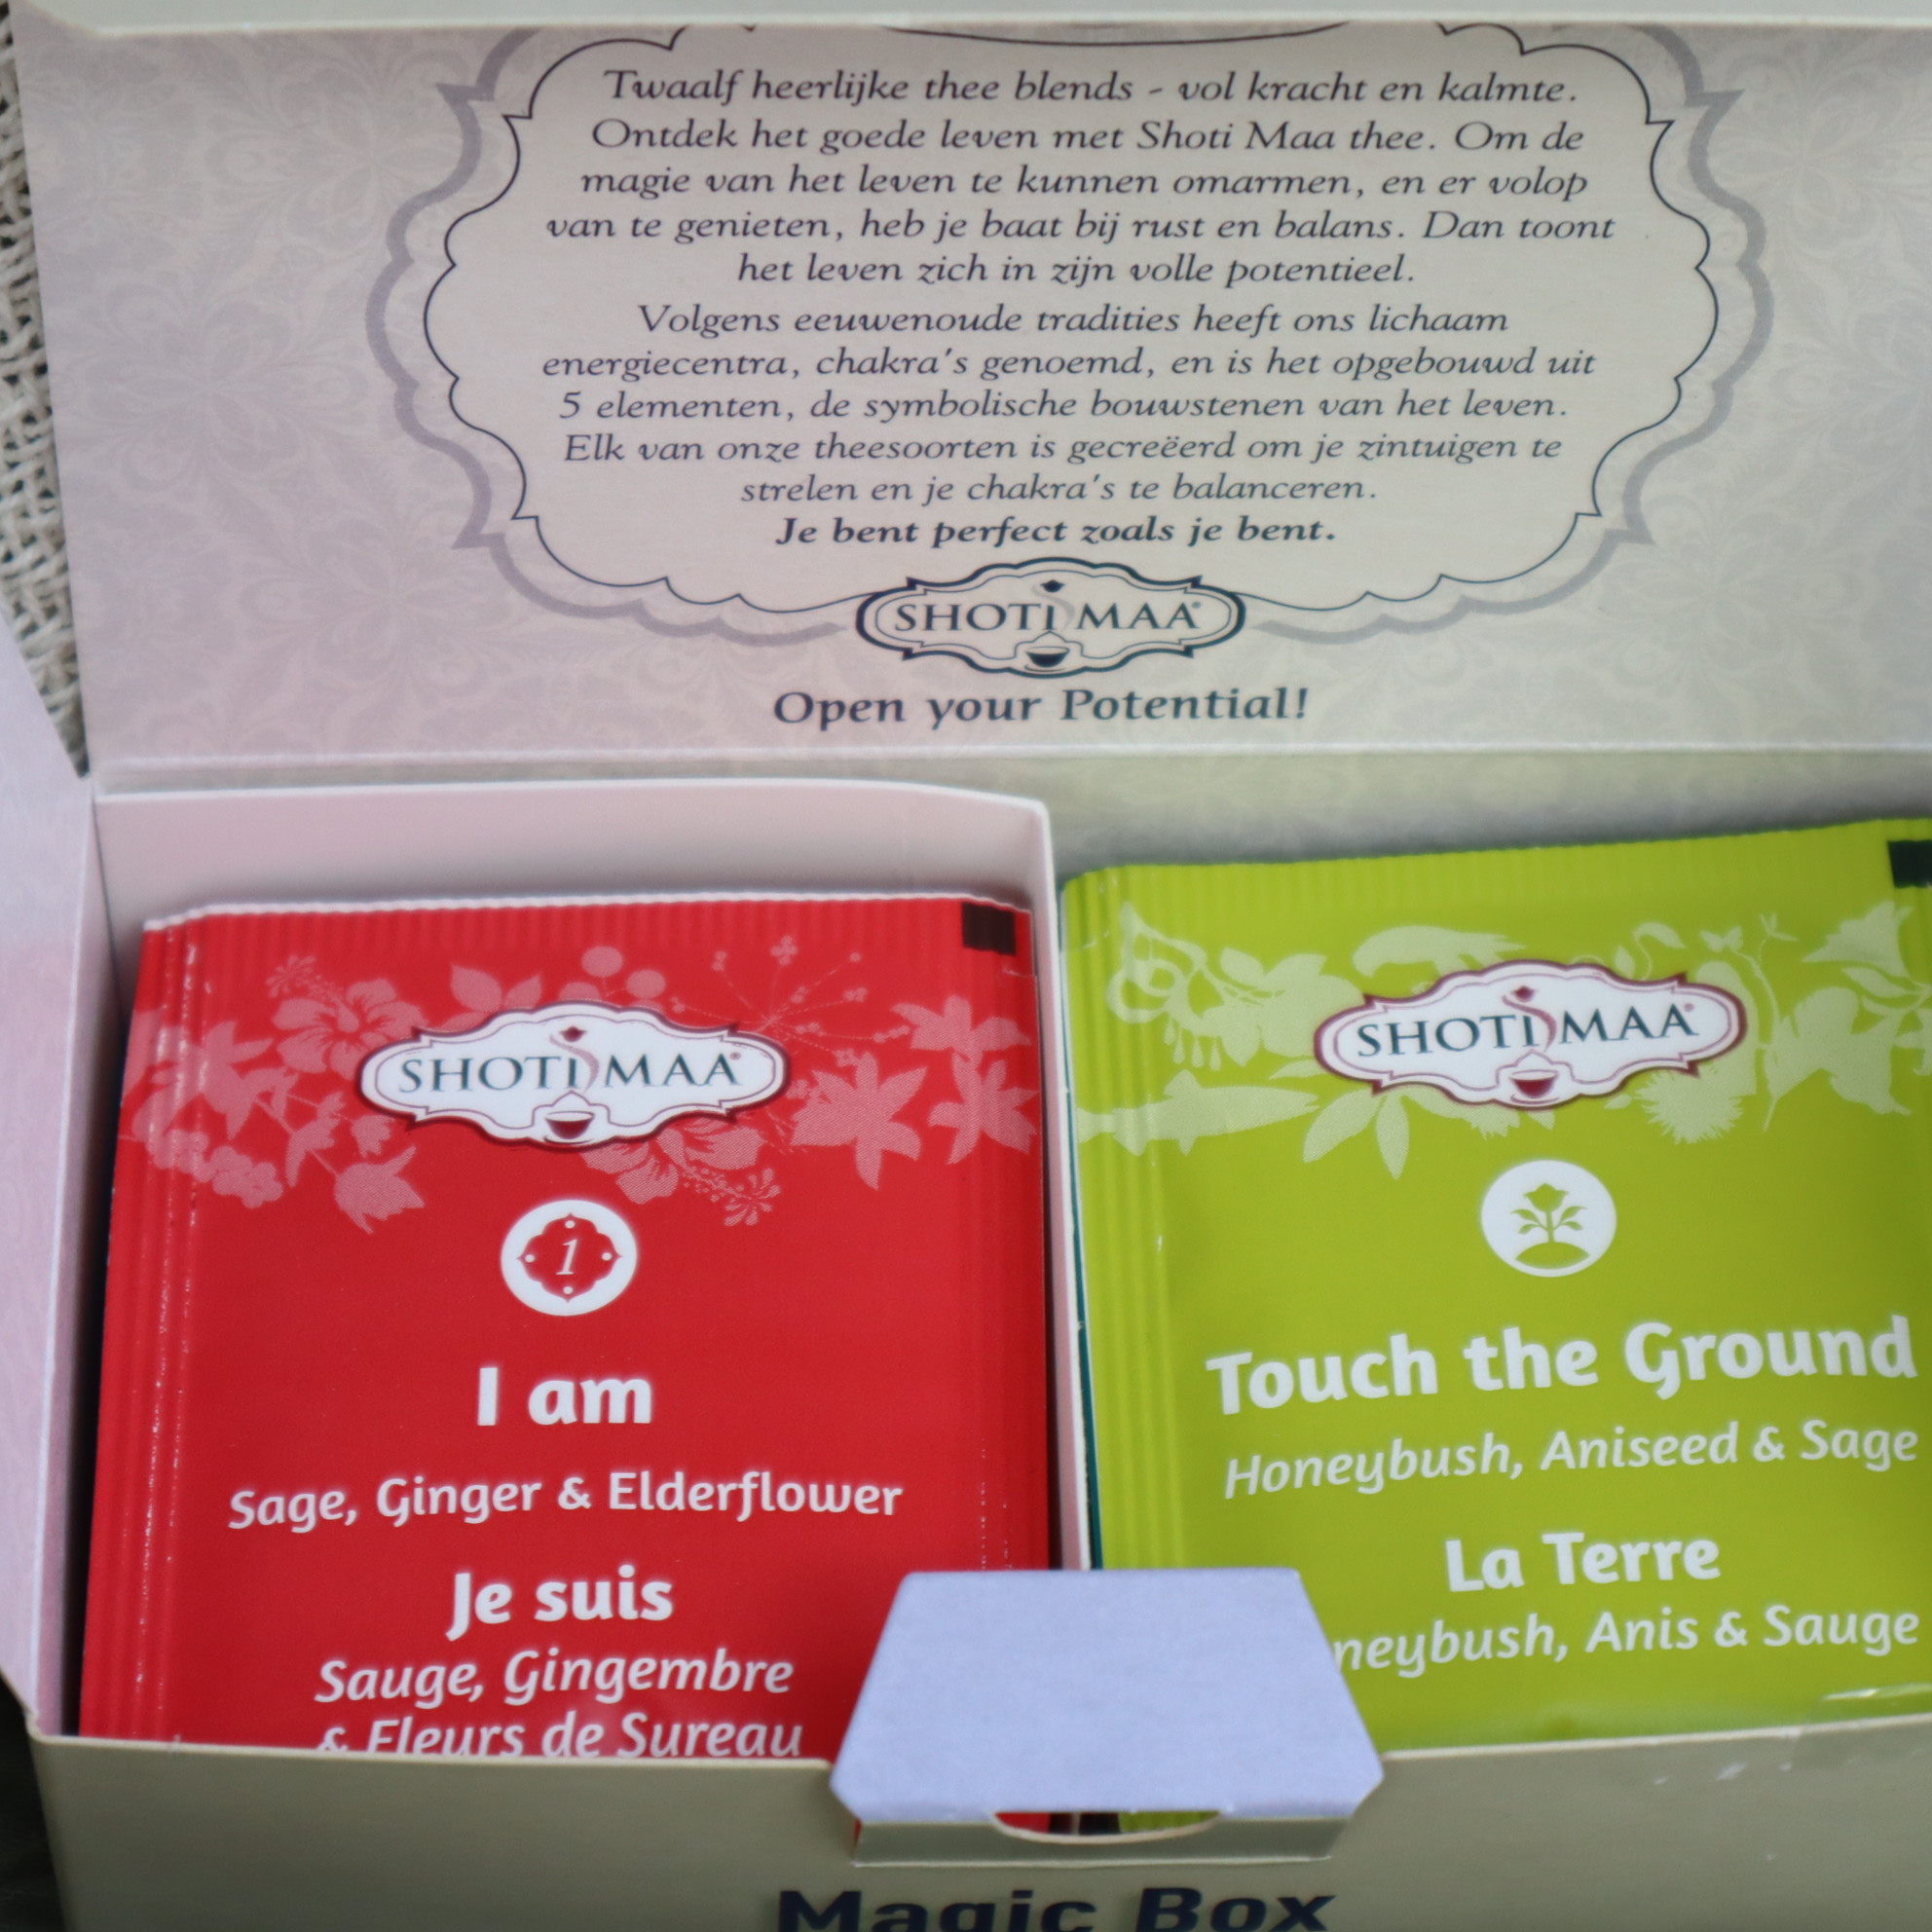 Twaalf heerlijke thee blends - vol kracht en kalmte.
Ontdek het goede leven met Shoti Maa thee. Om de
magie van het leven te kunnen omarmen, en er volop
van te genieten, heb je baat bij rust en balans. Dan toont
het leven zich in zijn volle potentieel.
Volgens eeuwenoude tradities heeft ons lichaam
energiecentra, chakra's genoemd, en is het opgebouwd uit
5 elementen, de symbolische bouwstenen van het leven.
Elk van onze theesoorten is gecreëerd om je zintuigen te
strelen en je chakra's te balanceren.
Je bent perfect zoals je bent.
SHOTI MAA®
Open your Potential!
SHOTI MAA®
1
I am
Sage, Ginger & Elderflower
Je suis
Sauge, Gingembre
& Fleurs de Sureau
SHOTI MAA®
Touch the Ground
Honeybush, Aniseed & Sage
La Terre
neybush, Anis & Sauge
Magic Box